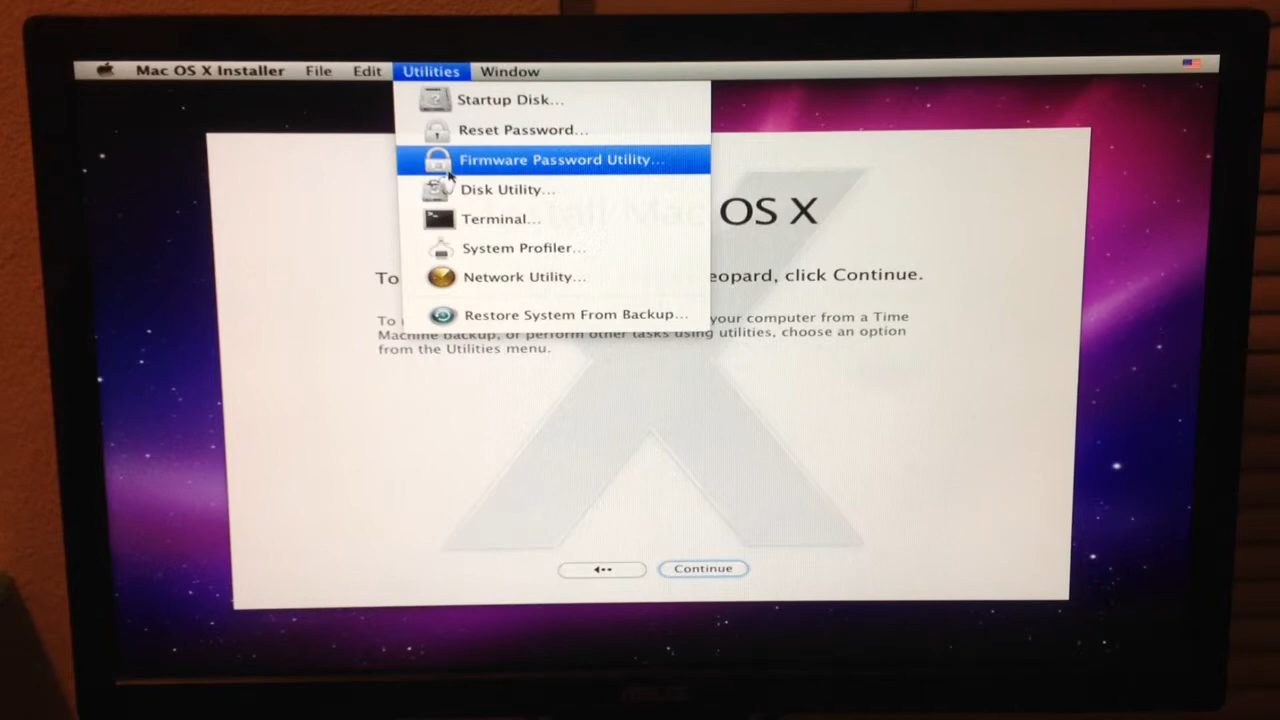 Mac OS X Installer File Edit Utilities Window
Startup Disk...
Reset Password...
Firmware Password Utility...
Disk Utility...
Terminal...
System Profiler...
Network Utility...
Restore System From Backup...
OS X
To
eopard, click Continue.
To
your computer from a Time
Machine backup, or perform other tasks using utilities, choose an option
from the Utilities menu.
Continue
ASUS